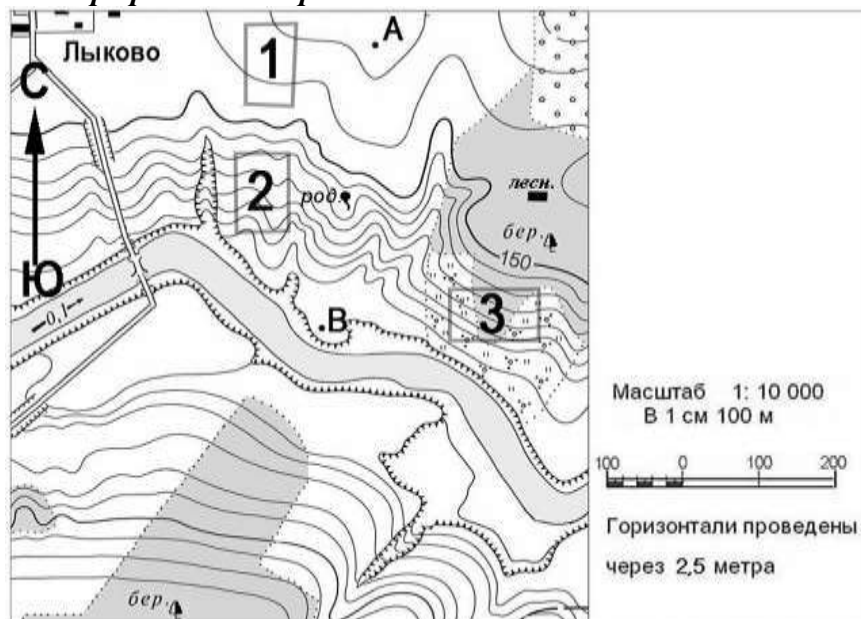 А
1
Лыково
С
лесн.
2
род.
бер.
150
Ю
0,1
В
3
Масштаб 1: 10 000
В 1 см 100 м
100 0 100 200
Горизонтали проведены
через 2,5 метра
бер.